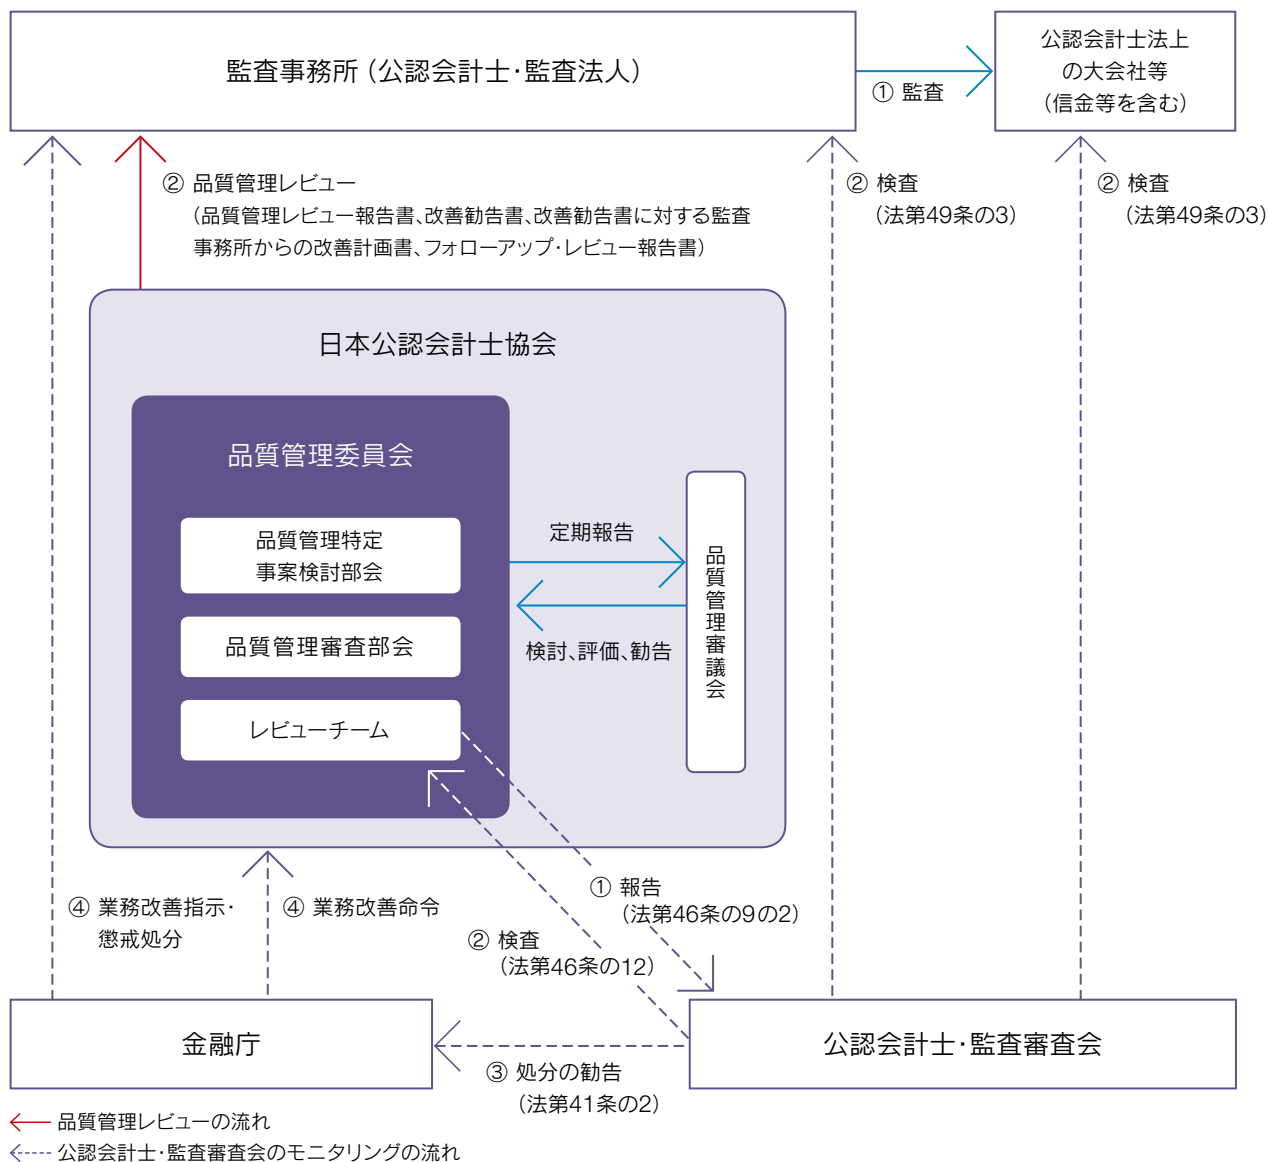 監査事務所（公認会計士･監査法人）
公認会計士法上
の大会社等
（信金等を含む）
① 監査
② 品質管理レビュー
（品質管理レビュー報告書、改善勧告書、改善勧告書に対する監査
事務所からの改善計画書、フォローアップ･レビュー報告書）
② 検査
（法第49条の3）
② 検査
（法第49条の3）
日本公認会計士協会
品質管理委員会
品質管理特定
事案検討部会
品質管理審査部会
レビューチーム
定期報告
検討、評価、勧告
品質管理審議会
① 報告
（法第46条の9の2）
② 検査
（法第46条の12）
④ 業務改善指示･
懲戒処分
④ 業務改善命令
金融庁
公認会計士･監査審査会
③ 処分の勧告
（法第41条の2）
品質管理レビューの流れ
公認会計士･監査審査会のモニタリングの流れ